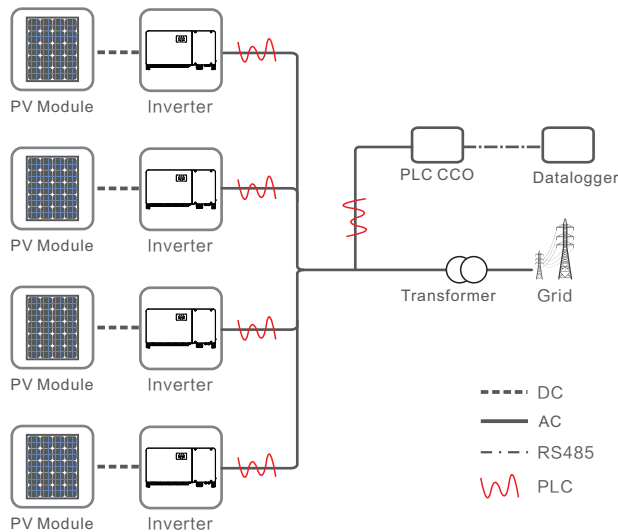 PV Module
Inverter
PV Module
Inverter
PLC CCO
Datalogger
PV Module
Inverter
Transformer
Grid
PV Module
Inverter
DC
AC
RS485
PLC